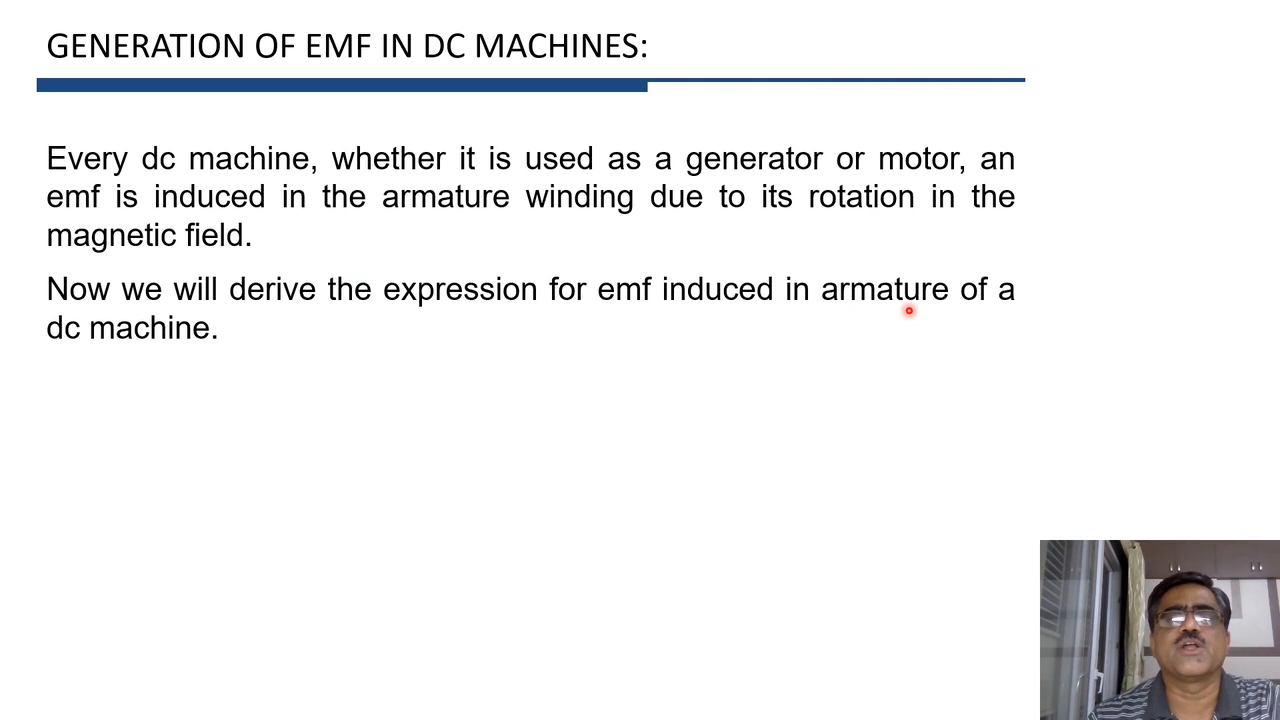 GENERATION OF EMF IN DC MACHINES:
Every dc machine, whether it is used as a generator or motor, an
emf is induced in the armature winding due to its rotation in the
magnetic field.
Now we will derive the expression for emf induced in armature of a
dc machine.